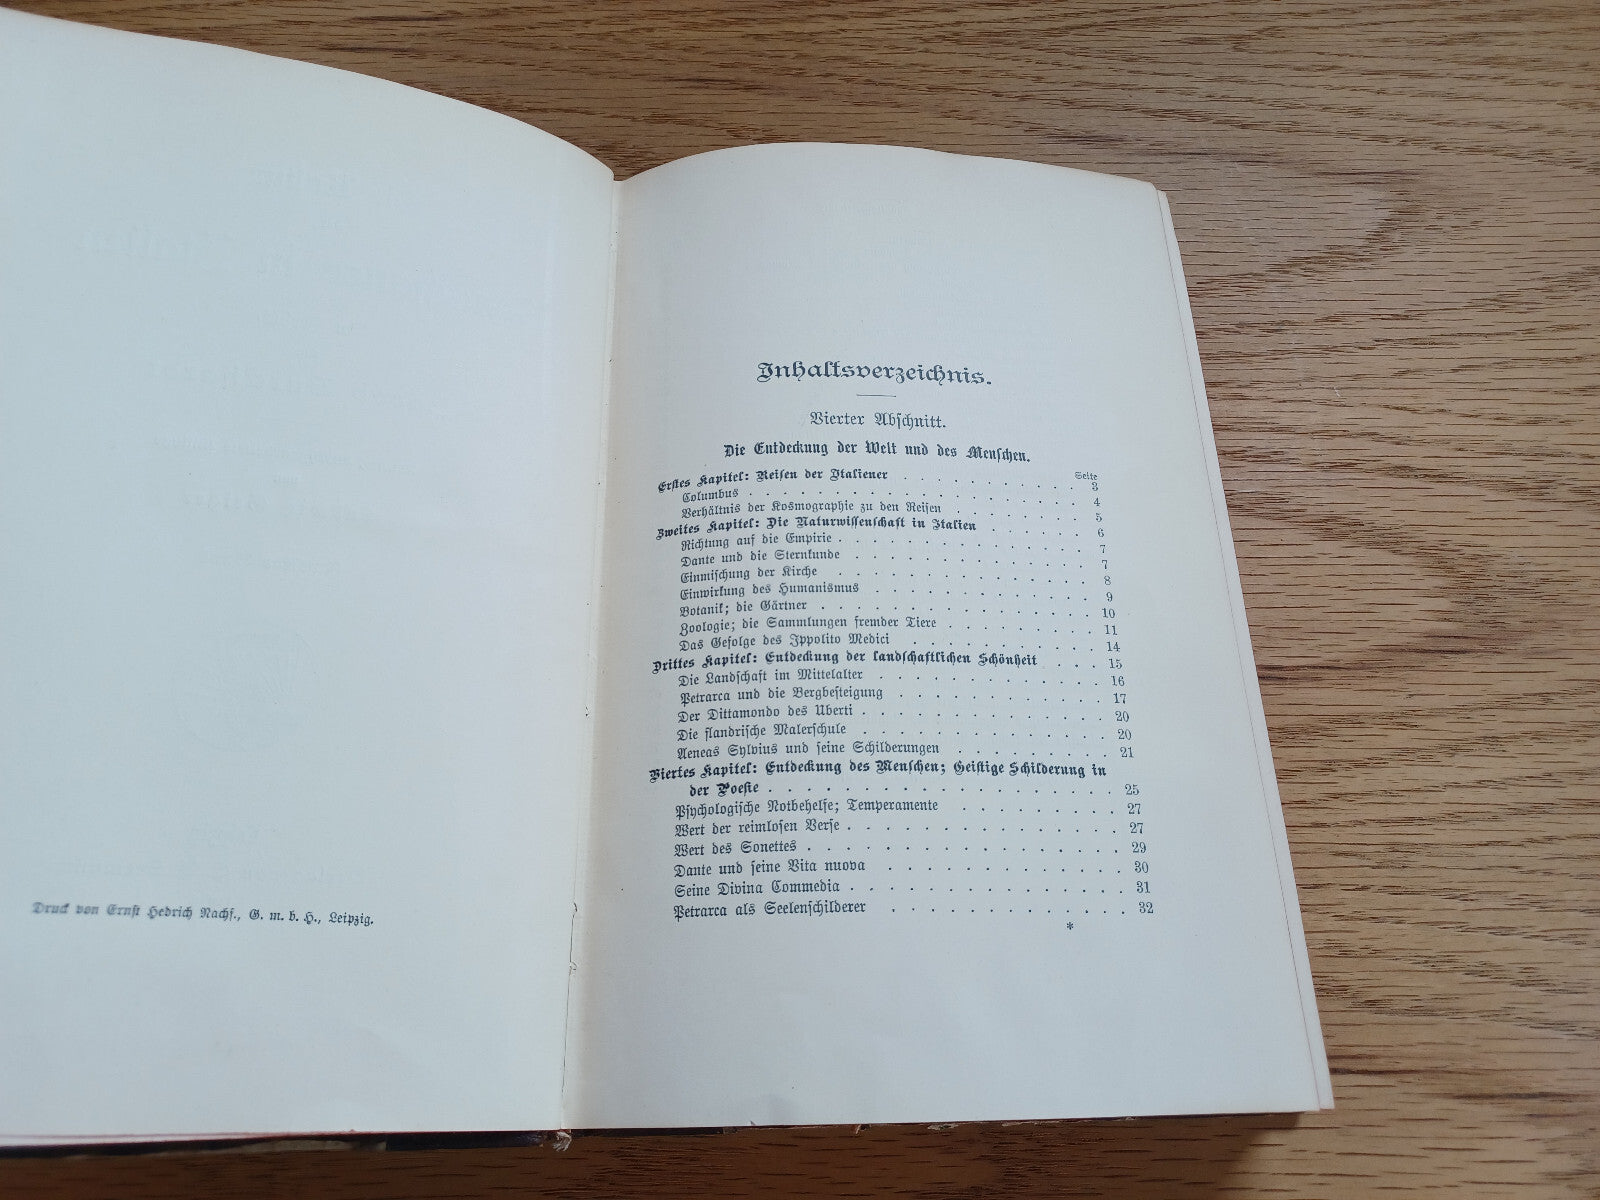 Druck von Ernst Hedrich Nachf., G. m. b. H., Leipzig.
Inhaltsverzeichnis.
Vierter Abschnitt.
Die Entdeckung der Welt und des Menschen.
Seite
Erstes Kapitel: Reisen der Italiener . . . . . . . . . . 3
Columbus . . . . . . . . . . . . . . . . . . 4
Verhältnis der Kosmographie zu den Reisen . . . . . . . 5
Zweites Kapitel: Die Naturwissenschaft in Italien . . . . . 6
Richtung auf die Empirie . . . . . . . . . . . . . 7
Dante und die Sternkunde . . . . . . . . . . . . 7
Einmischung der Kirche . . . . . . . . . . . . . 8
Einwirkung des Humanismus . . . . . . . . . . . 9
Botanik; die Gärtner . . . . . . . . . . . . . . 10
Zoologie; die Sammlungen fremder Tiere . . . . . . . . 11
Das Gefolge des Ippolito Medici . . . . . . . . . . 14
Drittes Kapitel: Entdeckung der landschaftlichen Schönheit . . . 15
Die Landschaft im Mittelalter . . . . . . . . . . . 16
Petrarca und die Bergbesteigung . . . . . . . . . . 17
Der Dittamondo des Uberti . . . . . . . . . . . . 20
Die flandrische Malerschule . . . . . . . . . . . . 20
Aeneas Sylvius und seine Schilderungen . . . . . . . . 21
Viertes Kapitel: Entdeckung des Menschen; Geistige Schilderung in
der Poesie . . . . . . . . . . . . . . . . . . 25
Psychologische Notbehelfe; Temperamente . . . . . . . . 27
Wert der reimlosen Verse . . . . . . . . . . . . . 27
Wert des Sonettes . . . . . . . . . . . . . . . 29
Dante und seine Vita nuova . . . . . . . . . . . 30
Seine Divina Commedia . . . . . . . . . . . . . 31
Petrarca als Seelenschilderer . . . . . . . . . . . 32
*